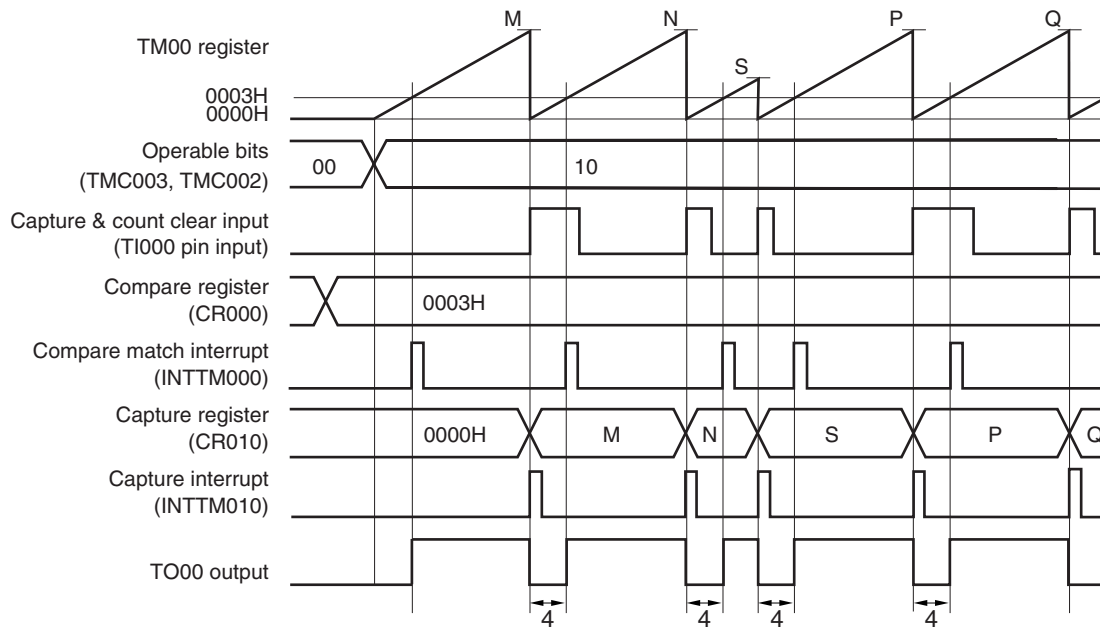 M N P Q
TM00 register
S
0003H
0000H
Operable bits
(TMC003, TMC002)
00 10
Capture & count clear input
(TI000 pin input)
Compare register
(CR000)
0003H
Compare match interrupt
(INTTM000)
Capture register
(CR010)
0000H M N S P Q
Capture interrupt
(INTTM010)
TO00 output
4 4 4 4